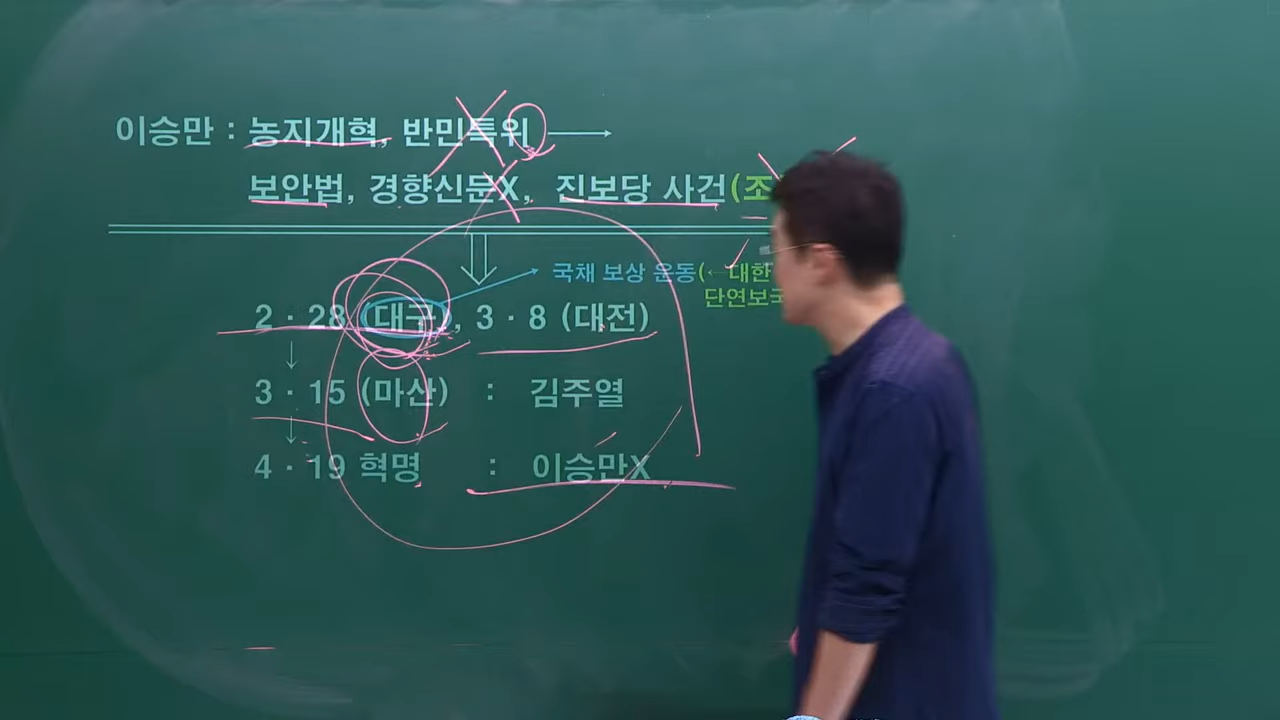 이승만 : 농지개혁, 반민특위 →
보안법, 경향신문X, 진보당 사건(조
국채 보상 운동(←대한
단연보국
2 · 28 (대구), 3 · 8 (대전)
3 · 15 (마산) : 김주열
4 · 19 혁명 : 이승만X